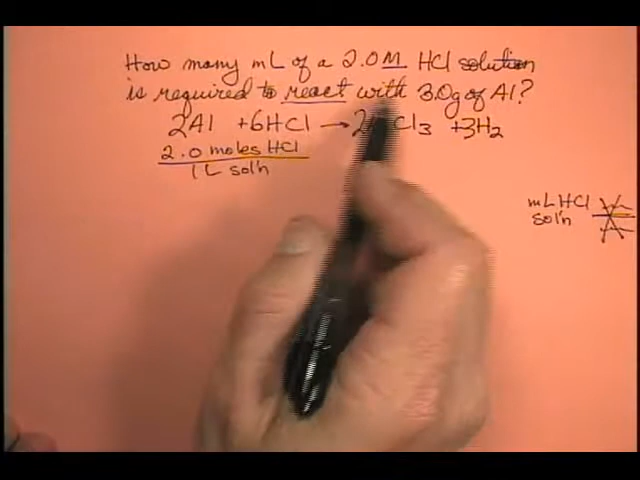 How many mL of a 2.0 M HCl solution
is required to react with 3.0g of Al?
2Al + 6HCl → 2 Cl₃ + 3H₂
2.0 moles HCl
1 L sol'n
mL HCl
sol'n